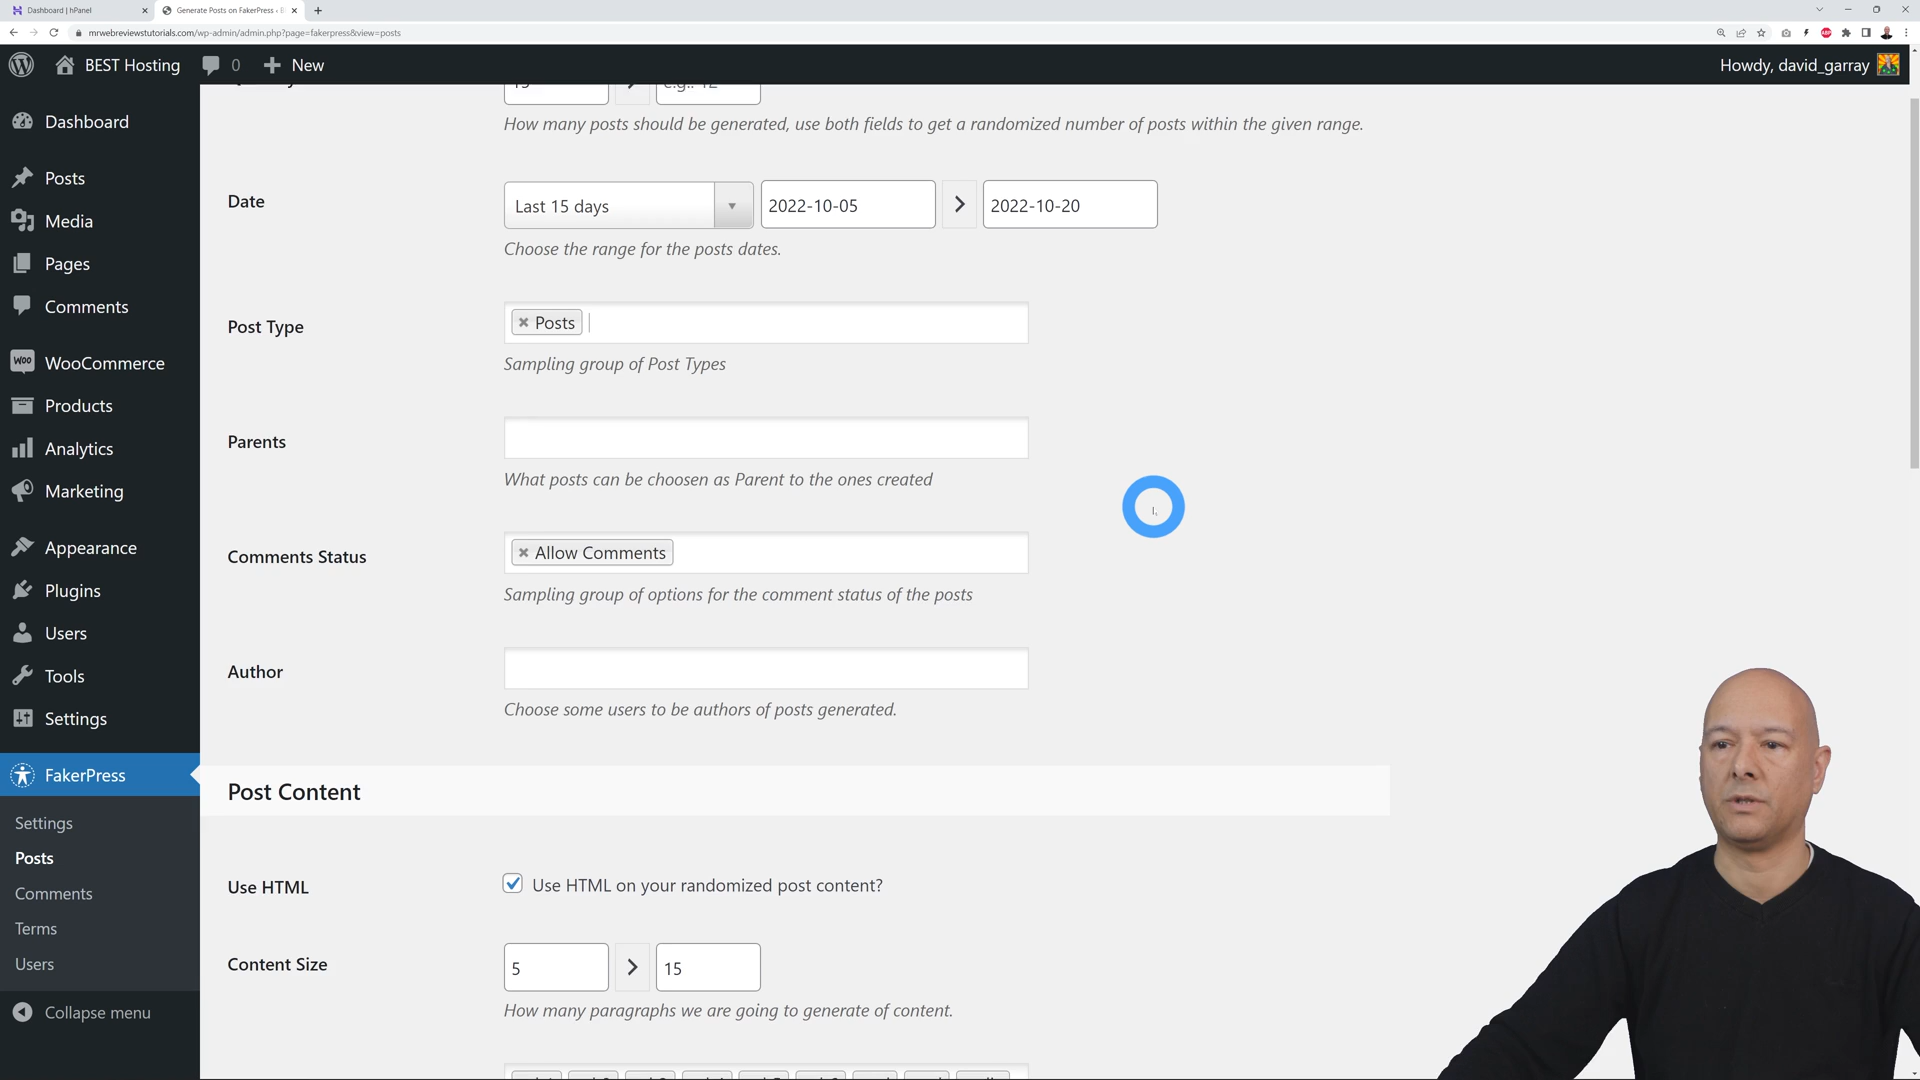 Dashboard | hPanel
Generate Posts on FakerPress
mrwebreviewstutorials.com/wp-admin/admin.php?page=fakerpress&view=posts
ABP
BEST Hosting
0
New
Howdy, david_garray
Dashboard
Posts
Media
Pages
Comments
WooCommerce
Products
Analytics
Marketing
Appearance
Plugins
Users
Tools
Settings
FakerPress
Settings
Posts
Comments
Terms
Users
Collapse menu
15
e.g.: 12
How many posts should be generated, use both fields to get a randomized number of posts within the given range.
Date
Last 15 days
2022-10-05
2022-10-20
Choose the range for the posts dates.
Post Type
Posts
Sampling group of Post Types
Parents
What posts can be choosen as Parent to the ones created
Comments Status
Allow Comments
Sampling group of options for the comment status of the posts
Author
Choose some users to be authors of posts generated.
Post Content
Use HTML
Use HTML on your randomized post content?
Content Size
5
15
How many paragraphs we are going to generate of content.